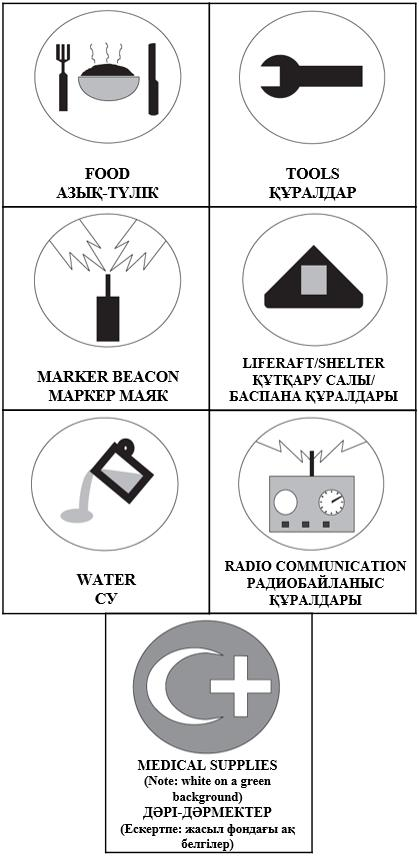 FOOD
АЗЫҚ-ТҮЛІК
TOOLS
ҚҰРАЛДАР
MARKER BEACON
МАРКЕР МАЯК
LIFERAFT/SHELTER
ҚҰТҚАРУ САЛЫ/
БАСПАНА ҚҰРАЛДАРЫ
WATER
СУ
RADIO COMMUNICATION
РАДИОБАЙЛАНЫС
ҚҰРАЛДАРЫ
MEDICAL SUPPLIES
(Note: white on a green
background)
ДӘРІ-ДӘРМЕКТЕР
(Ескертпе: жасыл фондағы ақ
белгілер)